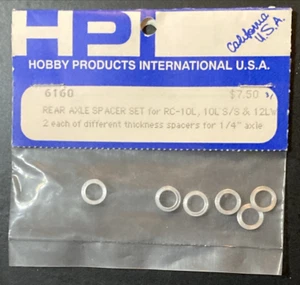 HPI
California
U.S.A.
HOBBY PRODUCTS INTERNATIONAL U.S.A.
6160 $7.50
REAR AXLE SPACER SET for RC-10L, 10L S/S & 12LW
2 each of different thickness spacers for 1/4" axle